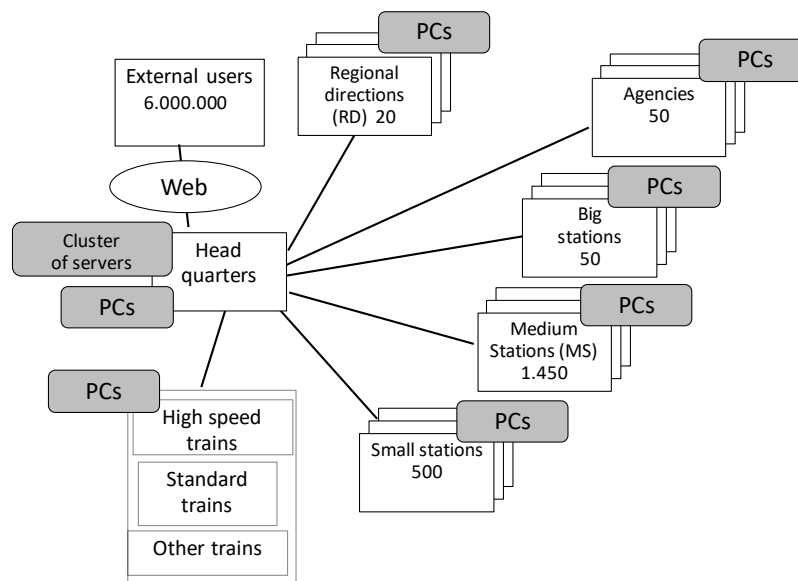 PCs
External users
6.000.000
Regional
directions
(RD) 20
PCs
Agencies
50
Web
PCs
Big
stations
50
Cluster
of servers
Head
quarters
PCs
PCs
Medium
Stations (MS)
1.450
PCs
High speed
trains
Standard
trains
Other trains
PCs
Small stations
500